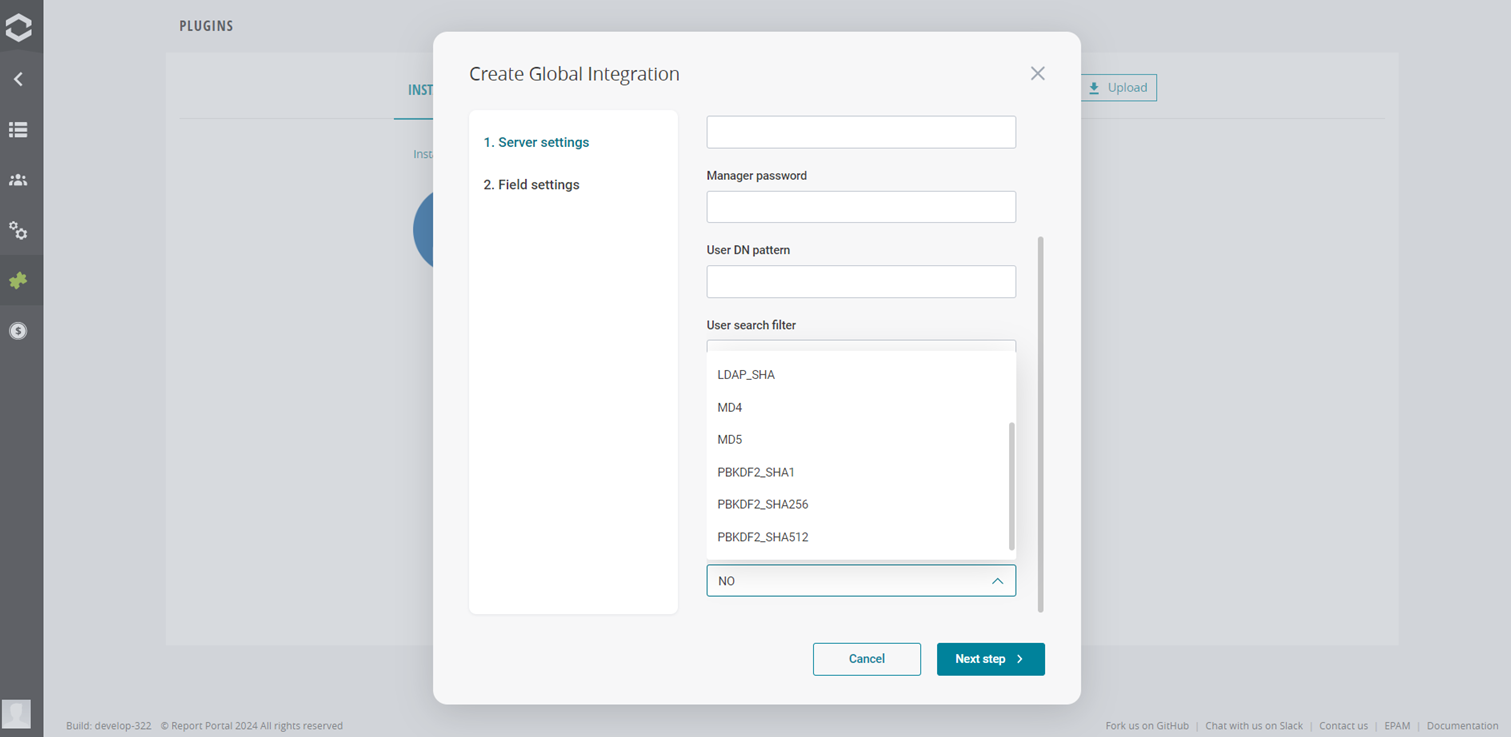 PLUGINS
Create Global Integration
INST
Upload
1. Server settings
Inst
Manager password
2. Field settings
User DN pattern
User search filter
LDAP_SHA
MD4
MD5
PBKDF2_SHA1
PBKDF2_SHA256
PBKDF2_SHA512
NO
Cancel
Next step
Build: develop-322 © Report Portal 2024 All rights reserved
Fork us on GitHub | Chat with us on Slack | Contact us | EPAM | Documentation